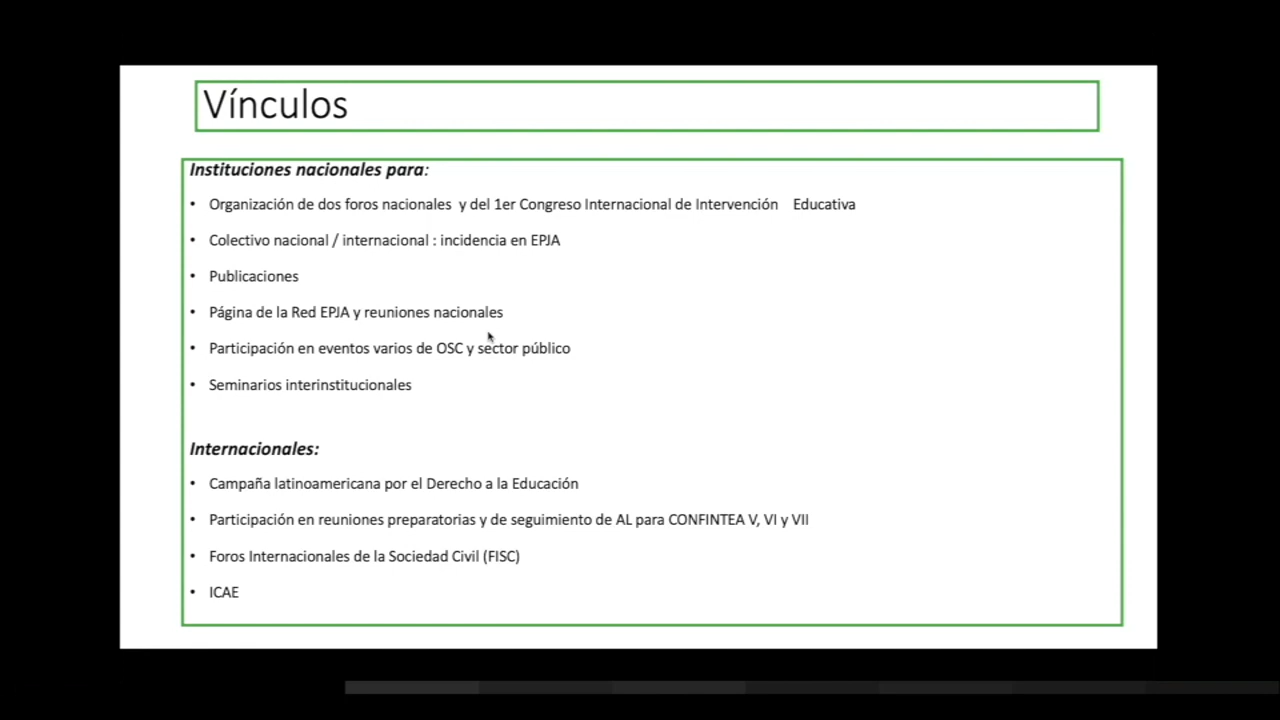 Vínculos
Instituciones nacionales para:
• Organización de dos foros nacionales y del 1er Congreso Internacional de Intervención Educativa
• Colectivo nacional / internacional : incidencia en EPJA
• Publicaciones
• Página de la Red EPJA y reuniones nacionales
• Participación en eventos varios de OSC y sector público
• Seminarios interinstitucionales
Internacionales:
• Campaña latinoamericana por el Derecho a la Educación
• Participación en reuniones preparatorias y de seguimiento de AL para CONFINTEA V, VI y VII
• Foros Internacionales de la Sociedad Civil (FISC)
• ICAE